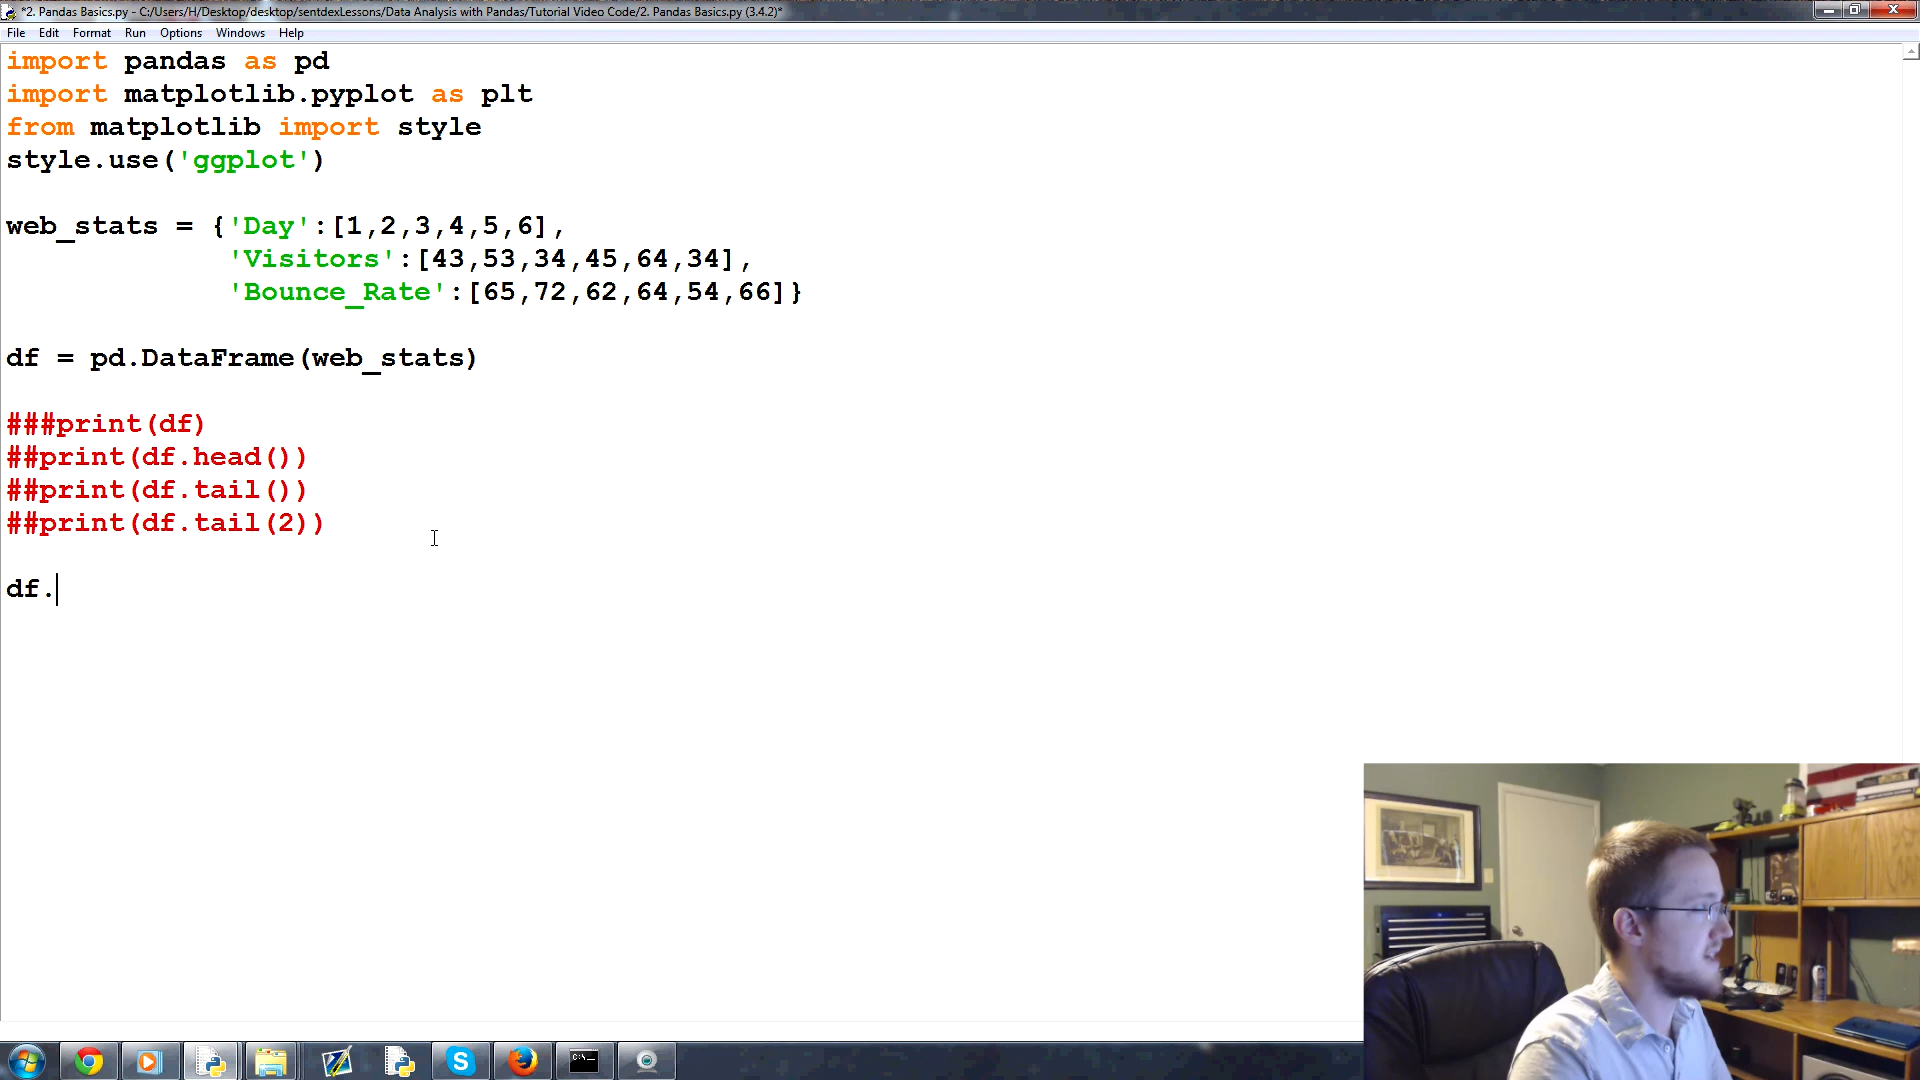 *2. Pandas Basics.py - C:/Users/H/Desktop/desktop/sentdexLessons/Data Analysis with Pandas/Tutorial Video Code/2. Pandas Basics.py (3.4.2)*
File Edit Format Run Options Windows Help
import pandas as pd
import matplotlib.pyplot as plt
from matplotlib import style
style.use('ggplot')
web_stats = {'Day':[1,2,3,4,5,6],
'Visitors':[43,53,34,45,64,34],
'Bounce_Rate':[65,72,62,64,54,66]}
df = pd.DataFrame(web_stats)
###print(df)
##print(df.head())
##print(df.tail())
##print(df.tail(2))
df.